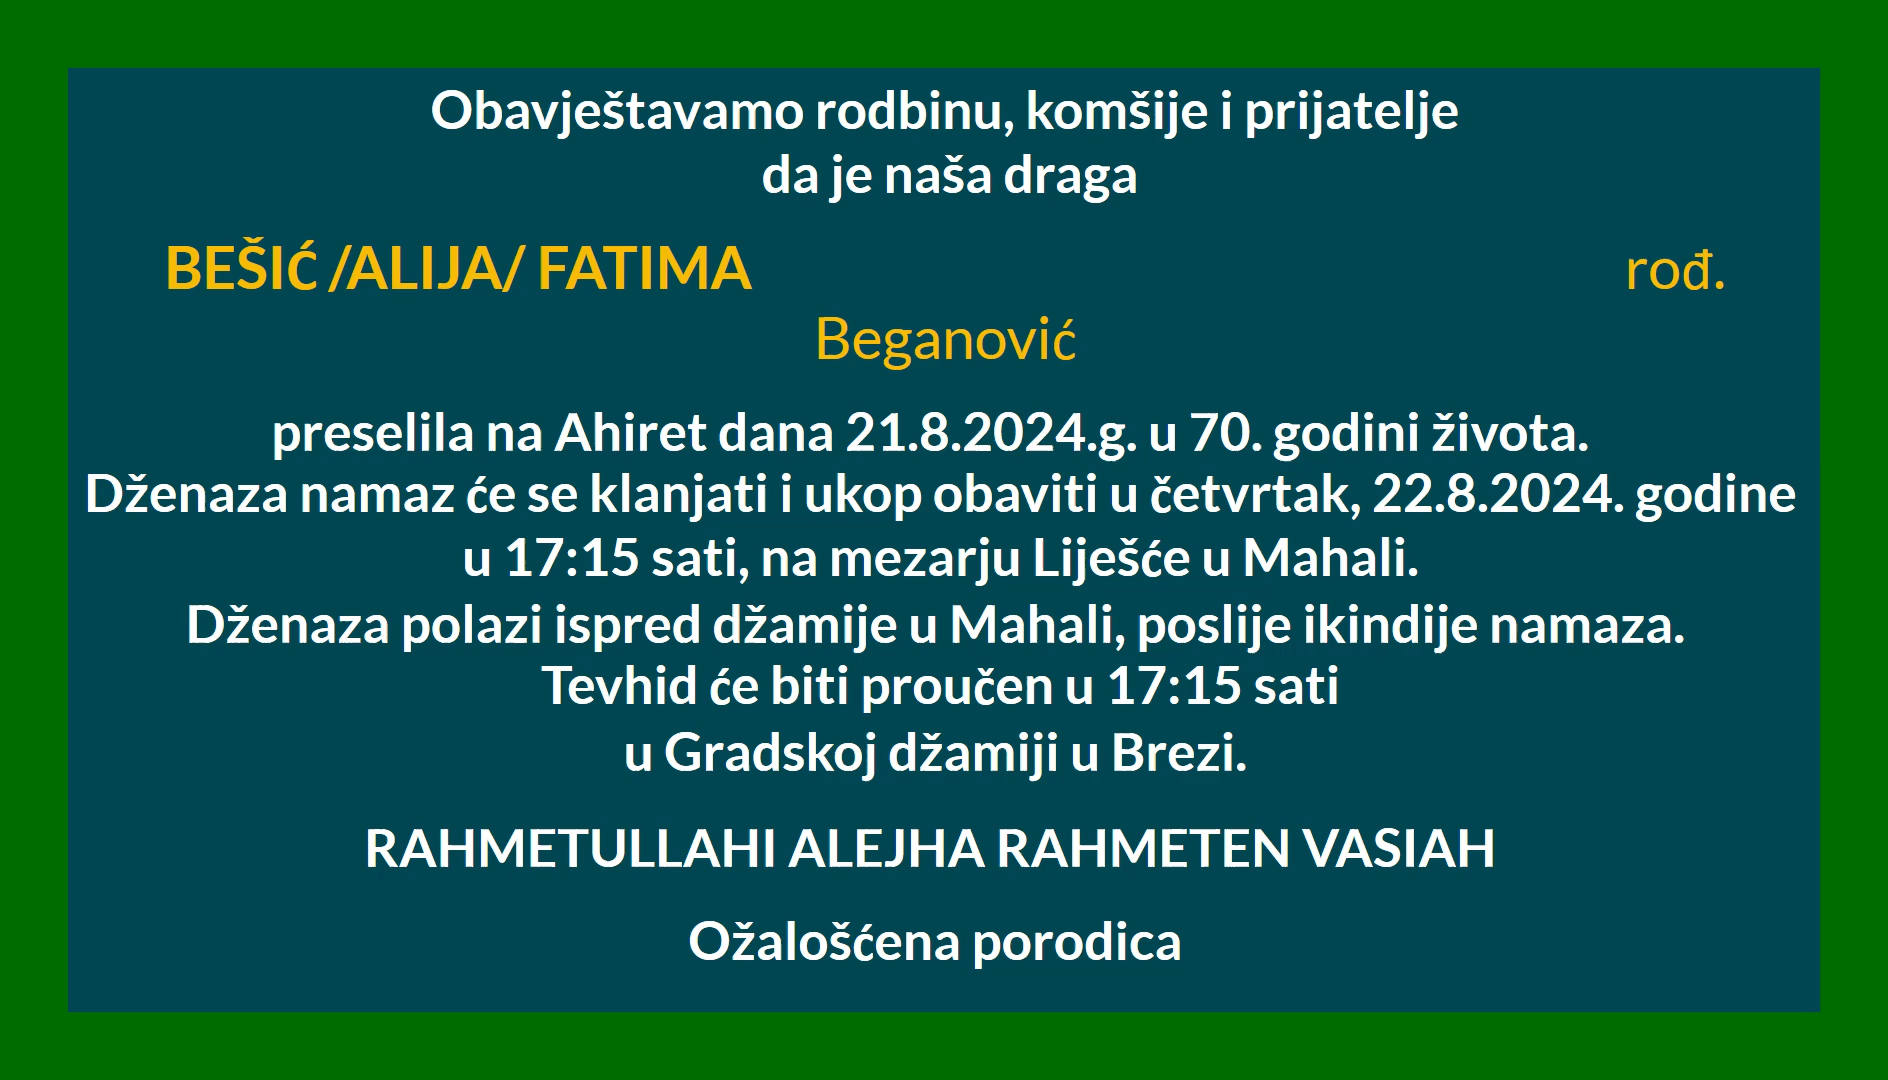 Obavještavamo rodbinu, komšije i prijatelje
da je naša draga
BEŠIĆ /ALIJA/ FATIMA rođ.
Beganović
preselila na Ahiret dana 21.8.2024.g. u 70. godini života.
Dženaza namaz će se klanjati i ukop obaviti u četvrtak, 22.8.2024. godine
u 17:15 sati, na mezarju Liješće u Mahali.
Dženaza polazi ispred džamije u Mahali, poslije ikindije namaza.
Tevhid će biti proučen u 17:15 sati
u Gradskoj džamiji u Brezi.
RAHMETULLAHI ALEJHA RAHMETEN VASIAH
Ožalošćena porodica